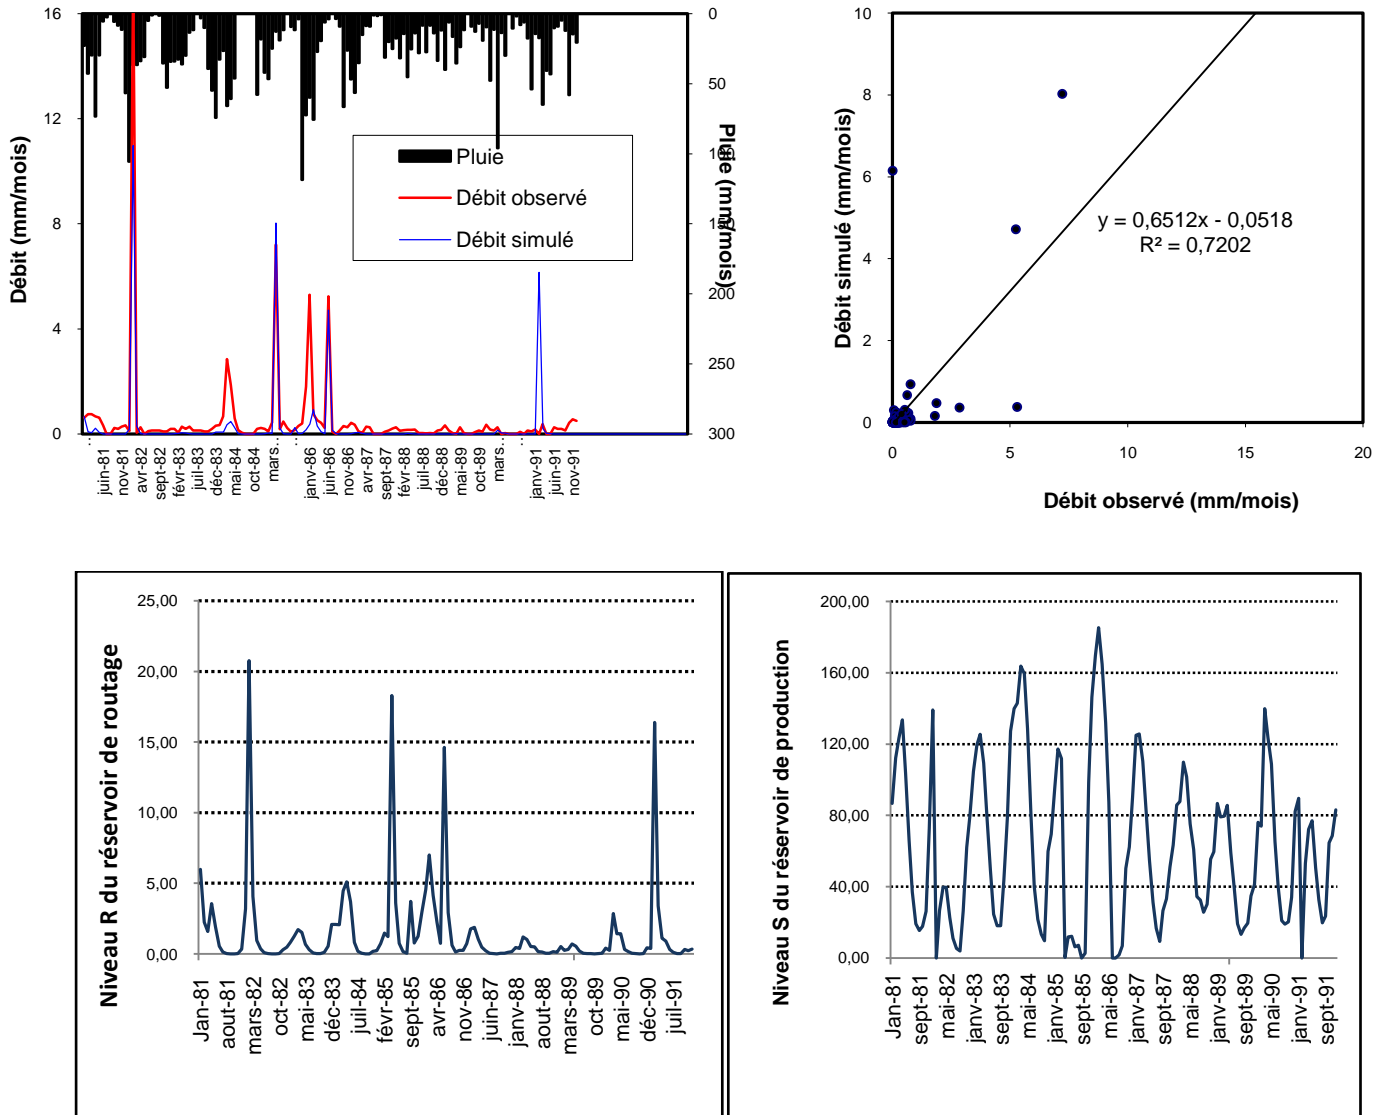 16
12
8
4
0
0
50
100
150
200
250
300
Débit (mm/mois)
Pluie (mm/mois)
Pluie
Débit observé
Débit simulé
..
juin-81
nov-81
avr-82
sept-82
févr-83
juil-83
déc-83
mai-84
oct-84
mars…
..
janv-86
juin-86
nov-86
avr-87
sept-87
févr-88
juil-88
déc-88
mai-89
oct-89
mars…
..
janv-91
juin-91
nov-91
10
8
6
4
2
0
0
5
10
15
20
Débit simulé (mm/mois)
y = 0,6512x - 0,0518
R² = 0,7202
Débit observé (mm/mois)
25,00
20,00
15,00
10,00
5,00
0,00
Niveau R du réservoir de routage
Jan-81
aout-81
mars-82
oct-82
mai-83
déc-83
juil-84
févr-85
sept-85
avr-86
nov-86
juin-87
janv-88
aout-88
mars-89
oct-89
mai-90
déc-90
juil-91
200,00
160,00
120,00
80,00
40,00
0,00
Niveau S du réservoir de production
Jan-81
sept-81
mai-82
janv-83
sept-83
mai-84
janv-85
sept-85
mai-86
janv-87
sept-87
mai-88
janv-89
sept-89
mai-90
janv-91
sept-91